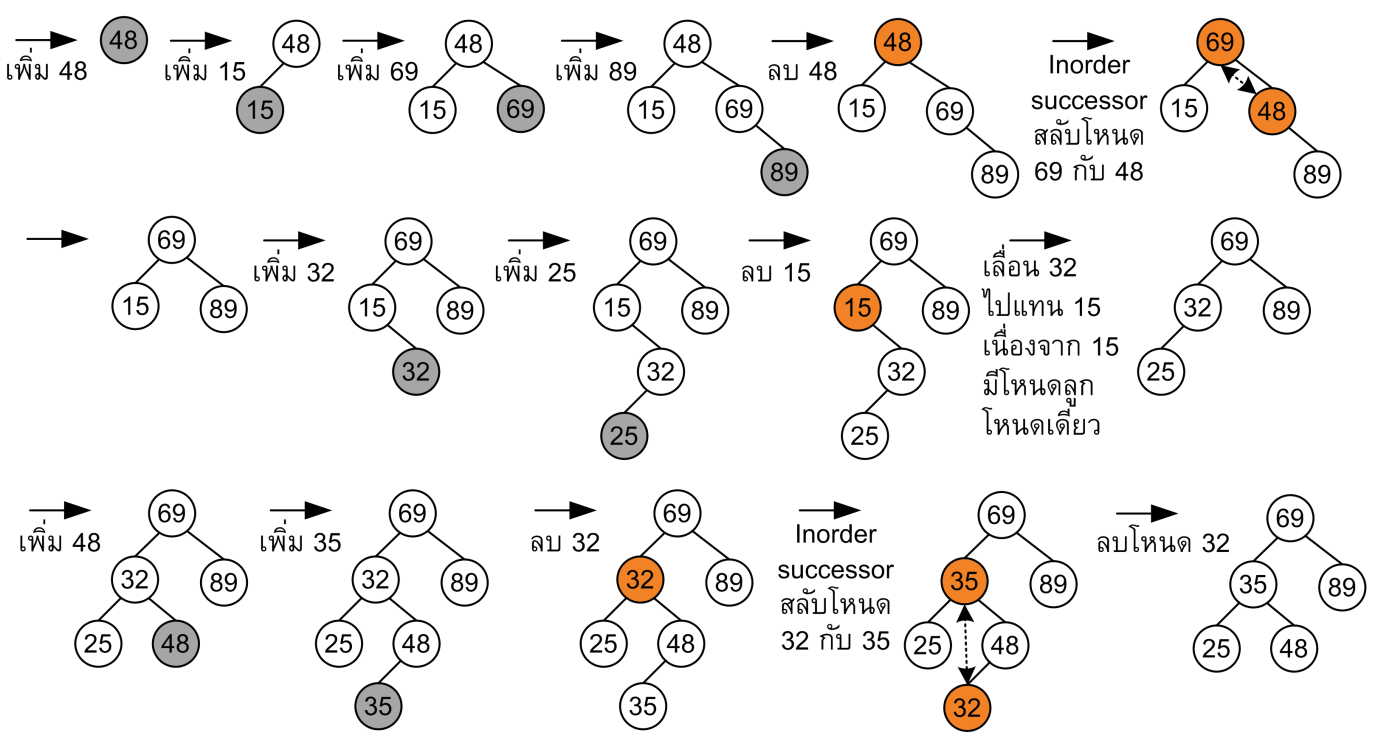 เพิ่ม 48
48
เพิ่ม 15
48
15
เพิ่ม 69
48
15
69
เพิ่ม 89
48
15
69
89
ลบ 48
48
15
69
89
Inorder
successor
สลับโหนด
69 กับ 48
69
15
48
89
69
15
89
เพิ่ม 32
69
15
89
32
เพิ่ม 25
69
15
89
32
25
ลบ 15
69
15
89
32
25
เลื่อน 32
ไปแทน 15
เนื่องจาก 15
มีโหนดลูก
โหนดเดียว
69
32
89
25
เพิ่ม 48
69
32
89
25
48
เพิ่ม 35
69
32
89
25
48
35
ลบ 32
69
32
89
25
48
35
Inorder
successor
สลับโหนด
32 กับ 35
69
35
89
25
48
32
ลบโหนด 32
69
35
89
25
48